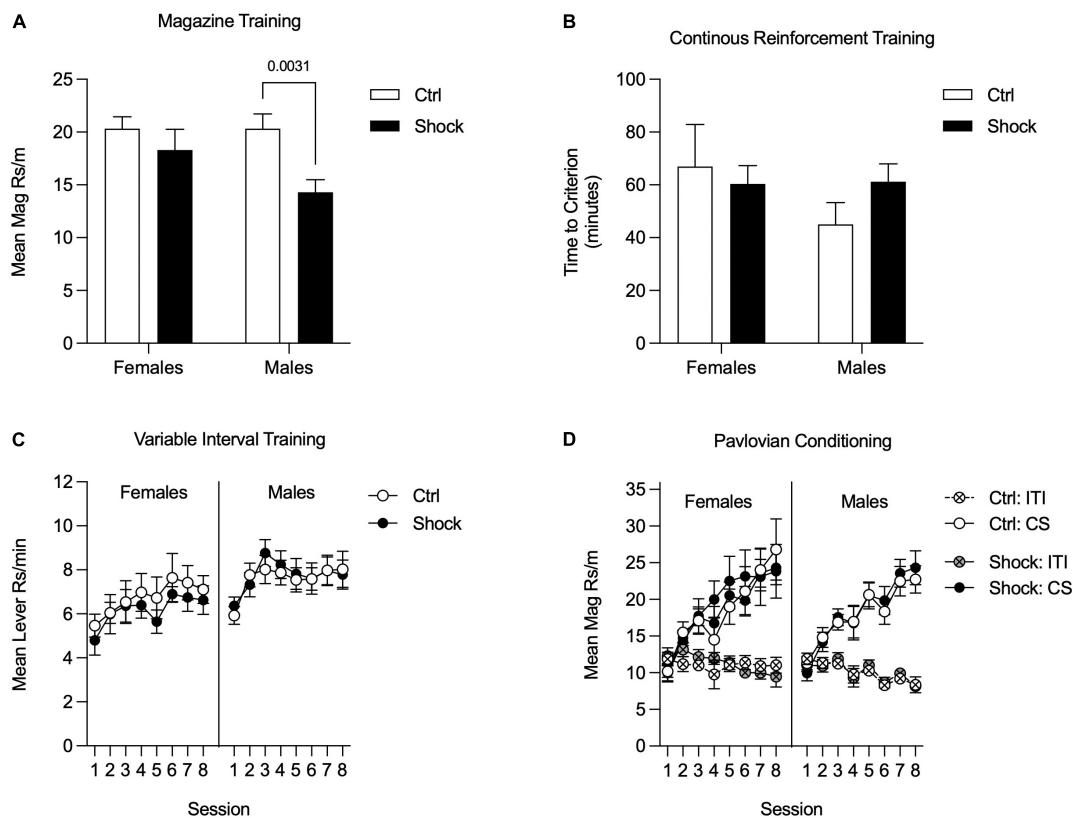 A
Magazine Training
0.0031
Mean Mag Rs/m
25
20
15
10
5
0
Females
Males
Ctrl
Shock
B
Continous Reinforcement Training
Time to Criterion
(minutes)
100
80
60
40
20
0
Females
Males
Ctrl
Shock
C
Variable Interval Training
Mean Lever Rs/min
12
10
8
6
4
2
0
Females
Males
1 2 3 4 5 6 7 8
1 2 3 4 5 6 7 8
Session
Ctrl
Shock
D
Pavlovian Conditioning
Mean Mag Rs/m
35
30
25
20
15
10
5
0
Females
Males
1 2 3 4 5 6 7 8
1 2 3 4 5 6 7 8
Session
Ctrl: ITI
Ctrl: CS
Shock: ITI
Shock: CS